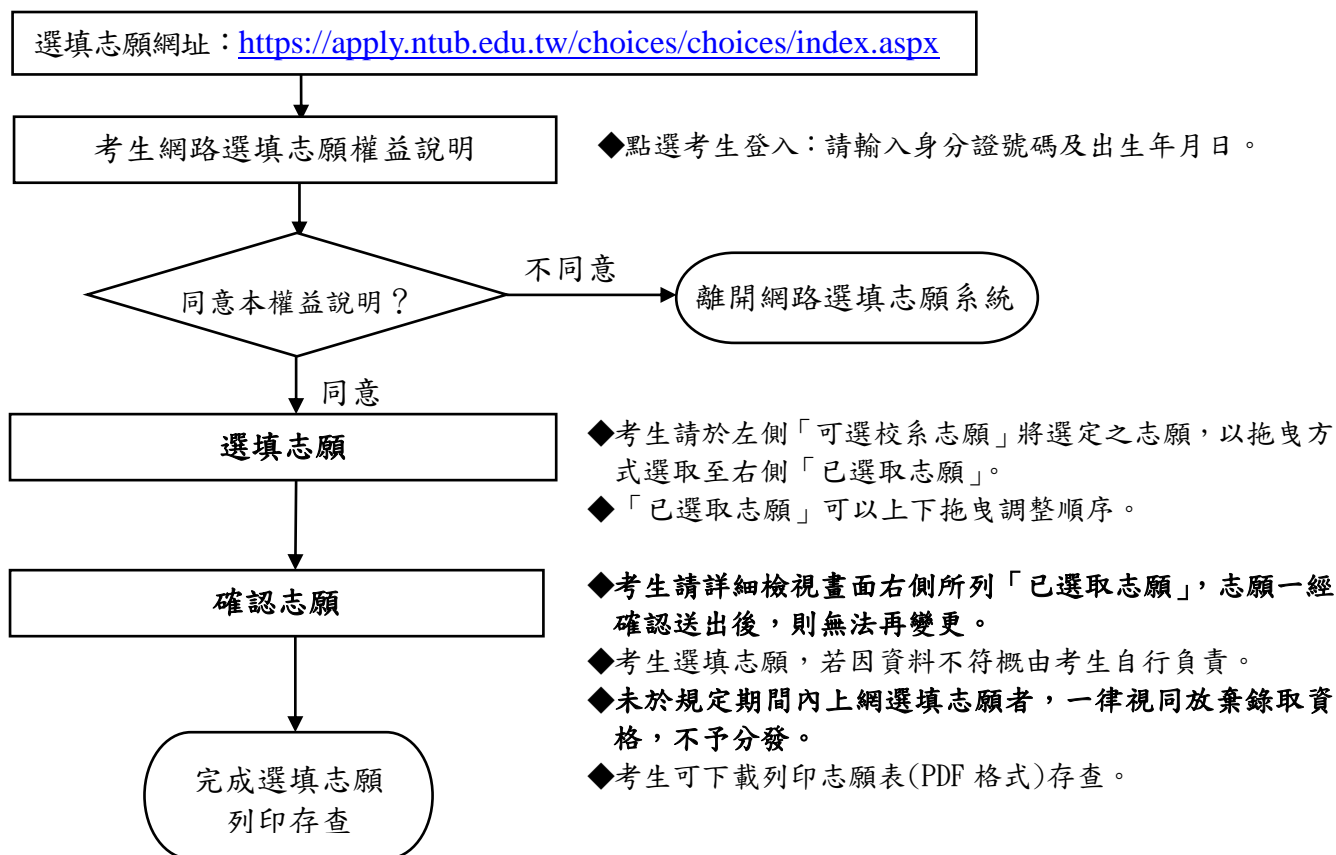 選填志願網址：https://apply.ntub.edu.tw/choices/choices/index.aspx
考生網路選填志願權益說明
◆點選考生登入：請輸入身分證號碼及出生年月日。
同意本權益說明？
不同意
離開網路選填志願系統
同意
選填志願
◆考生請於左側「可選校系志願」將選定之志願，以拖曳方
式選取至右側「已選取志願」。
◆「已選取志願」可以上下拖曳調整順序。
確認志願
◆考生請詳細檢視畫面右側所列「已選取志願」，志願一經
確認送出後，則無法再變更。
◆考生選填志願，若因資料不符概由考生自行負責。
◆未於規定期間內上網選填志願者，一律視同放棄錄取資
格，不予分發。
◆考生可下載列印志願表(PDF 格式)存查。
完成選填志願
列印存查